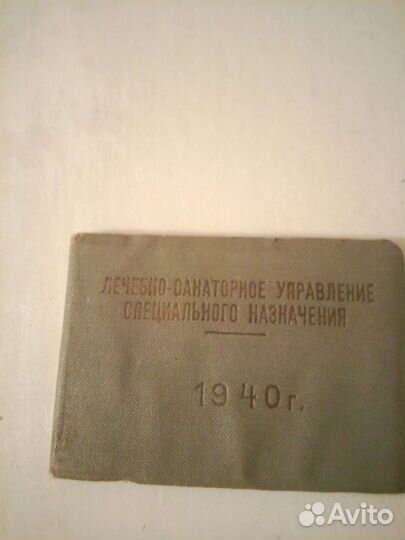 ЛЕЧЕБНО-САНАТОРНОЕ УПРАВЛЕНИЕ
СПЕЦИАЛЬНОГО НАЗНАЧЕНИЯ
1940г.
Avito